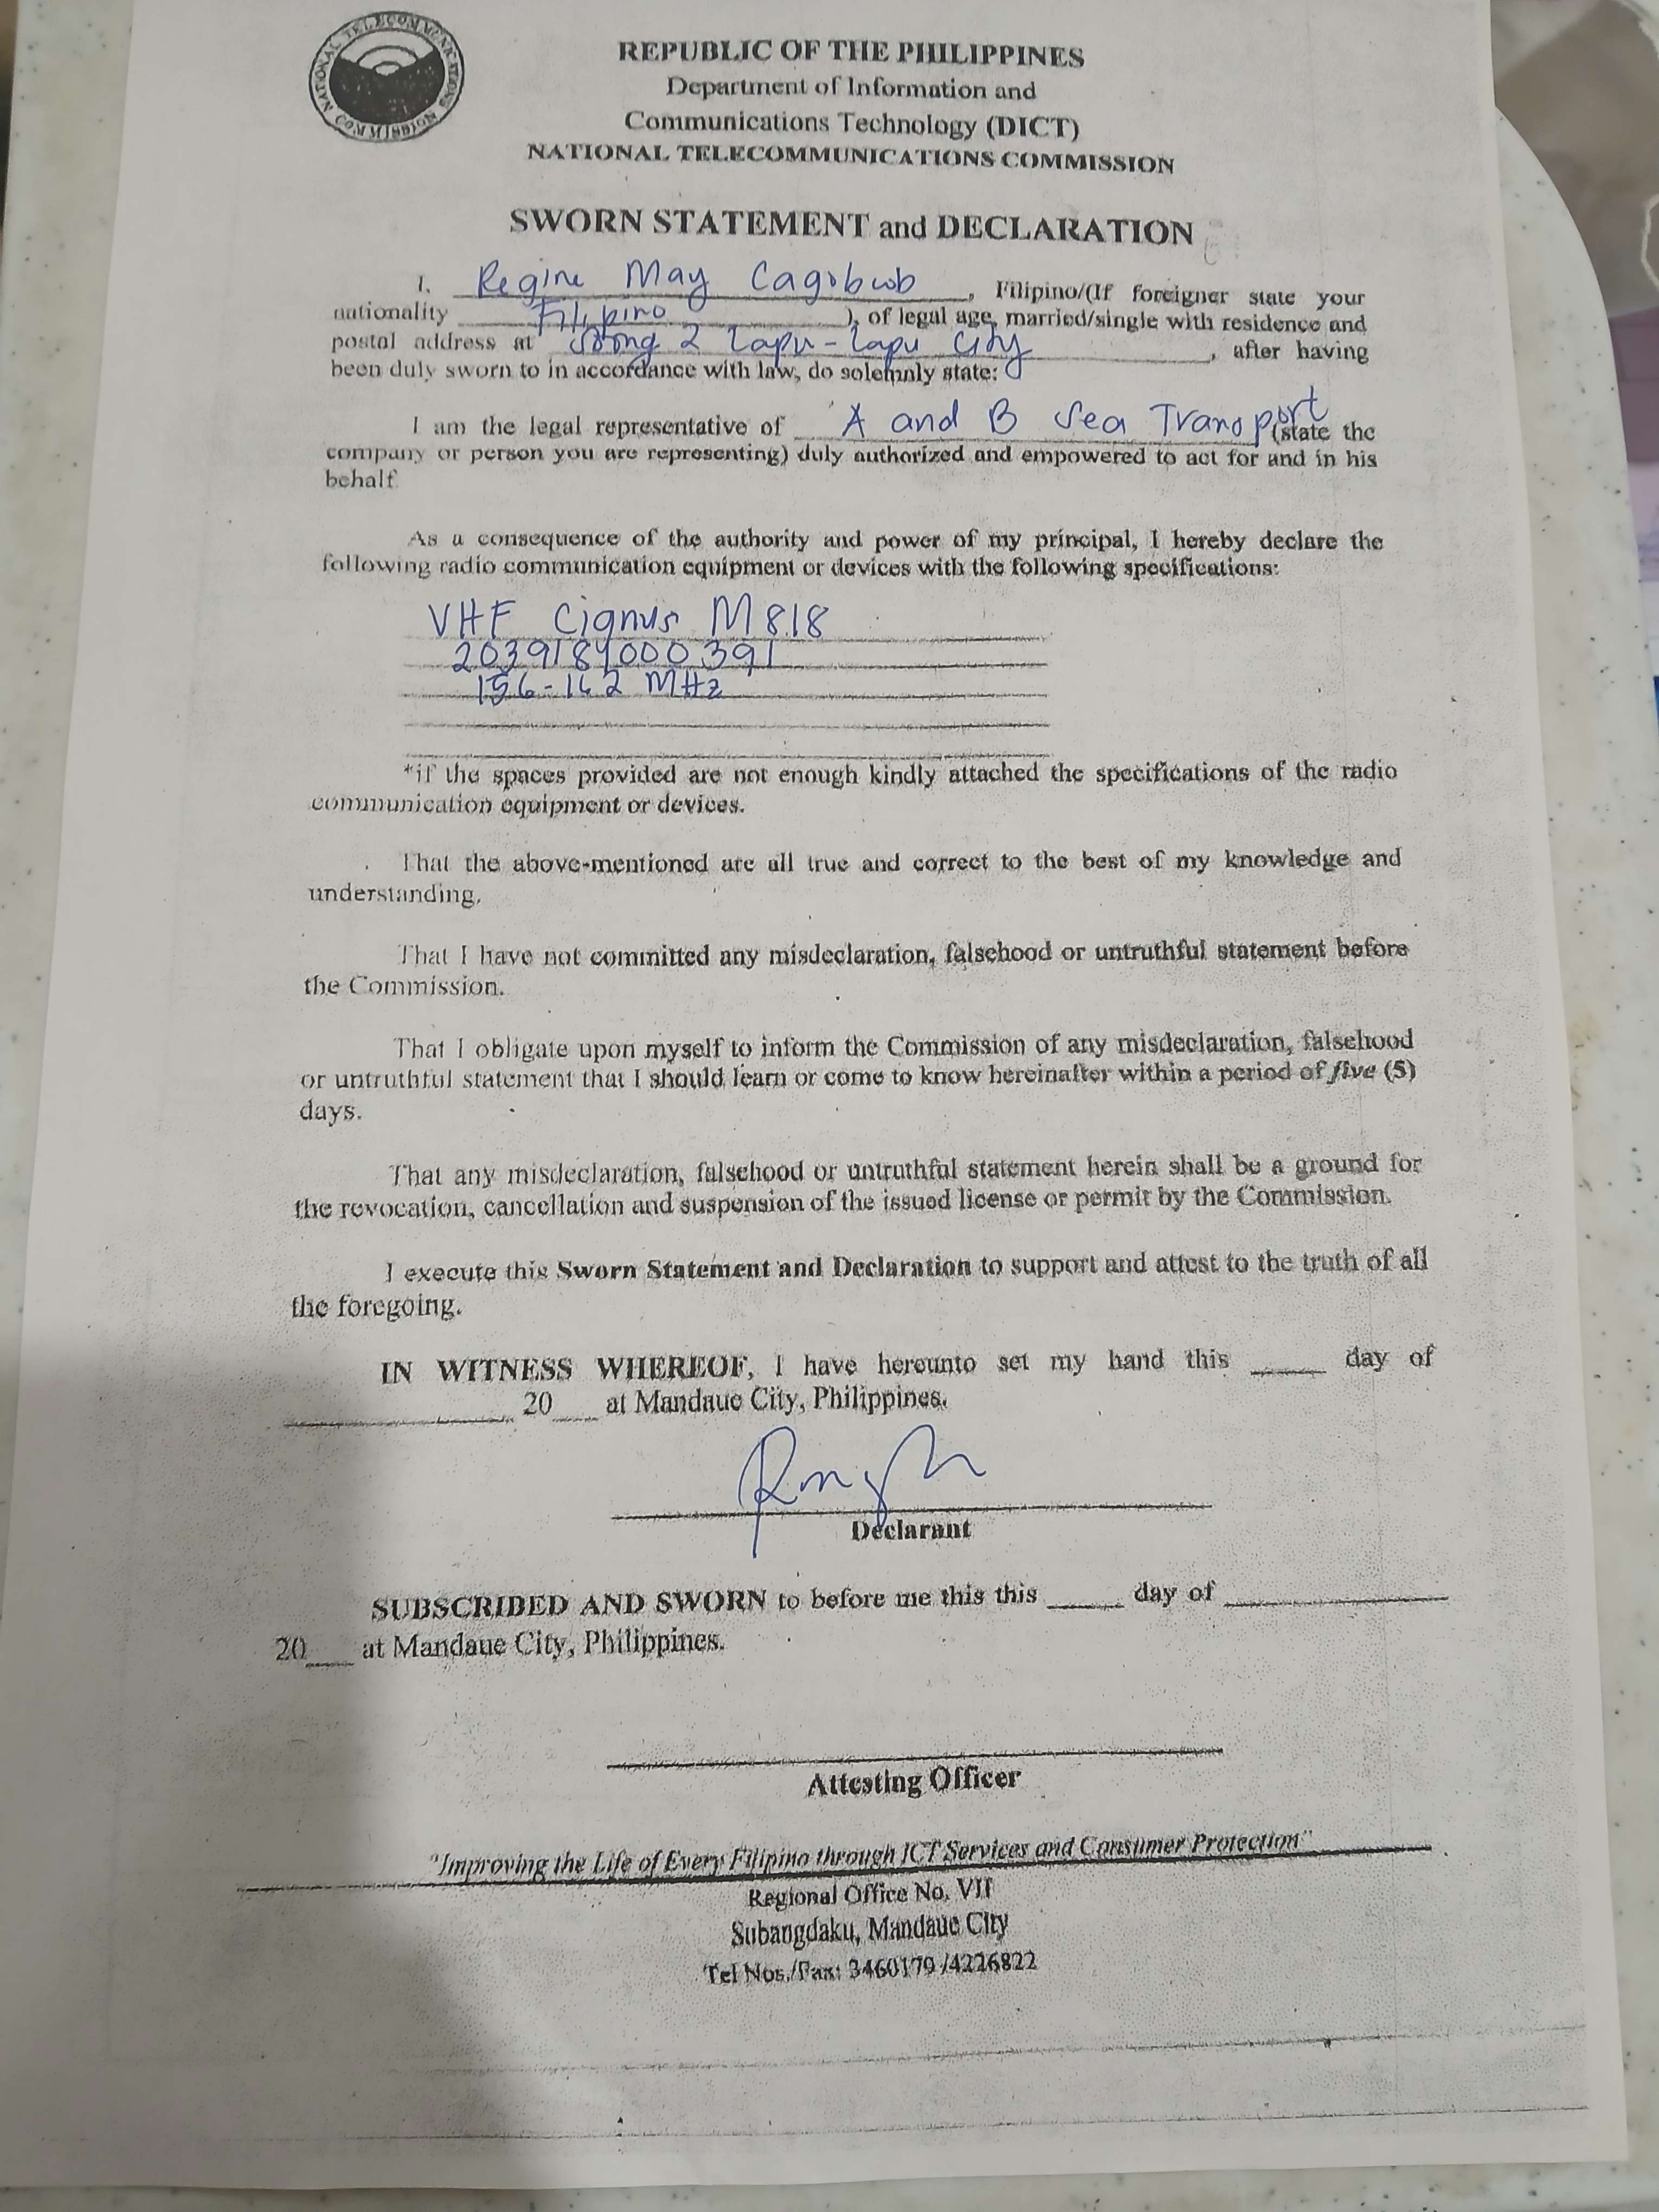 NATIONAL TELECOMMUNICATIONS COMMISSION
REPUBLIC OF THE PHILIPPINES
Department of Information and
Communications Technology (DICT)
NATIONAL TELECOMMUNICATIONS COMMISSION
SWORN STATEMENT and DECLARATION
I, Regine May Cagobcob, Filipino/(If foreigner state your
nationality Filipino ), of legal age, married/single with residence and
postal address at 2 Lapu-Lapu City, after having
been duly sworn to in accordance with law, do solemnly state:
I am the legal representative of A and B Sea Transport (state the
company or person you are representing) duly authorized and empowered to act for and in his
behalf.
As a consequence of the authority and power of my principal, I hereby declare the
following radio communication equipment or devices with the following specifications:
VHF Cignus M818
2039184000391
156-162 MHz
*if the spaces provided are not enough kindly attached the specifications of the radio
communication equipment or devices.
That the above-mentioned are all true and correct to the best of my knowledge and
understanding.
That I have not committed any misdeclaration, falsehood or untruthful statement before
the Commission.
That I obligate upon myself to inform the Commission of any misdeclaration, falsehood
or untruthful statement that I should learn or come to know hereinafter within a period of five (5)
days.
That any misdeclaration, falsehood or untruthful statement herein shall be a ground for
the revocation, cancellation and suspension of the issued license or permit by the Commission.
I execute this Sworn Statement and Declaration to support and attest to the truth of all
the foregoing.
IN WITNESS WHEREOF, I have hereunto set my hand this ____ day of
____ 20 ___ at Mandaue City, Philippines.
Declarant
SUBSCRIBED AND SWORN to before me this this ____ day of ____
20___ at Mandaue City, Philippines.
Attesting Officer
"Improving the Life of Every Filipino through ICT Services and Consumer Protection"
Regional Office No. VII
Subangdaku, Mandaue City
Tel Nos./Fax: 3460179 /4226822